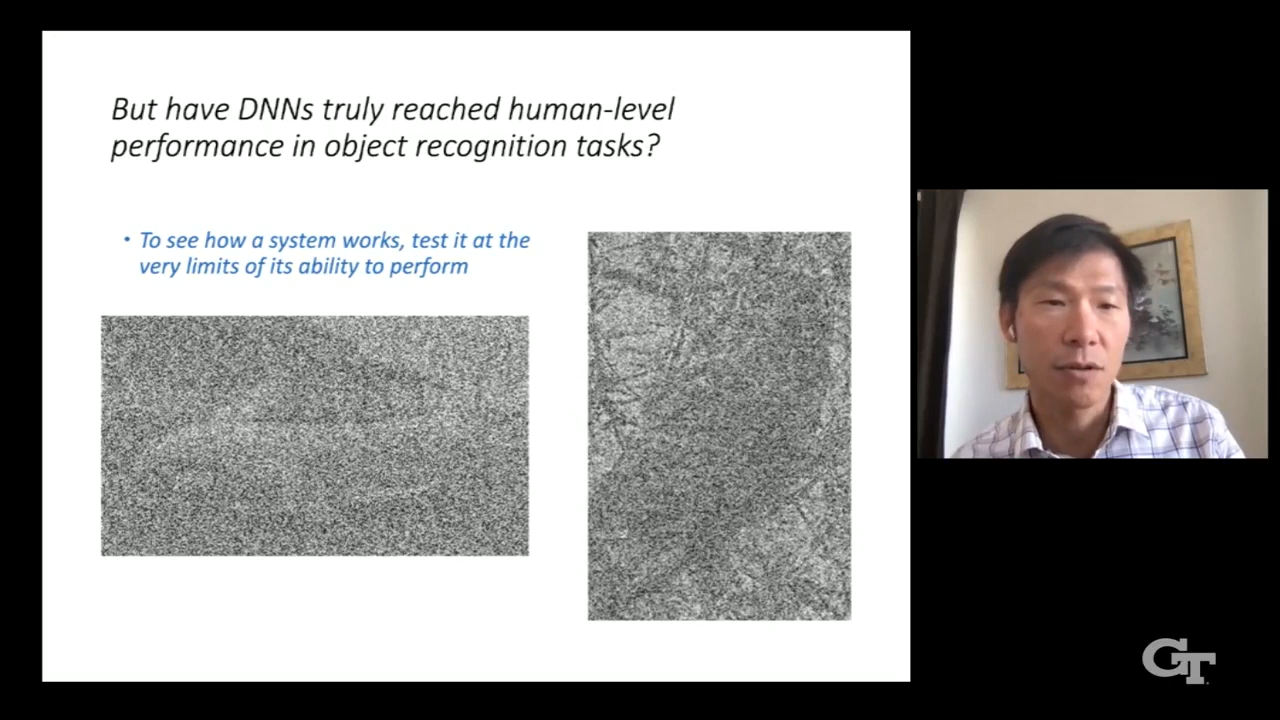 But have DNNs truly reached human-level
performance in object recognition tasks?
• To see how a system works, test it at the
very limits of its ability to perform
GT